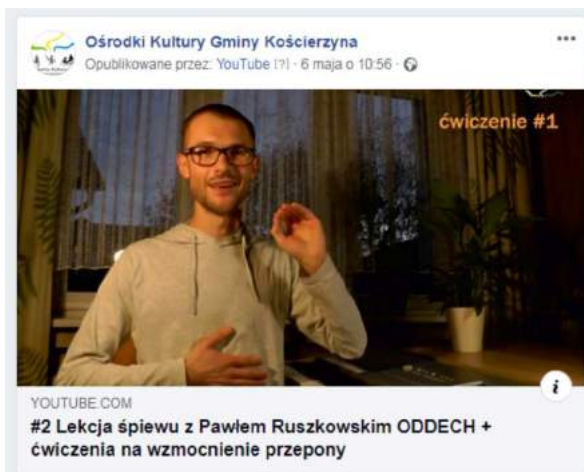 Ośrodki Kultury Gminy Kościerzyna
Opublikowane przez: YouTube [?] · 6 maja o 10:56 ·
ćwiczenie #1
YOUTUBE.COM
#2 Lekcja śpiewu z Pawłem Ruszkowskim ODDECH +
ćwiczenia na wzmocnienie przepony